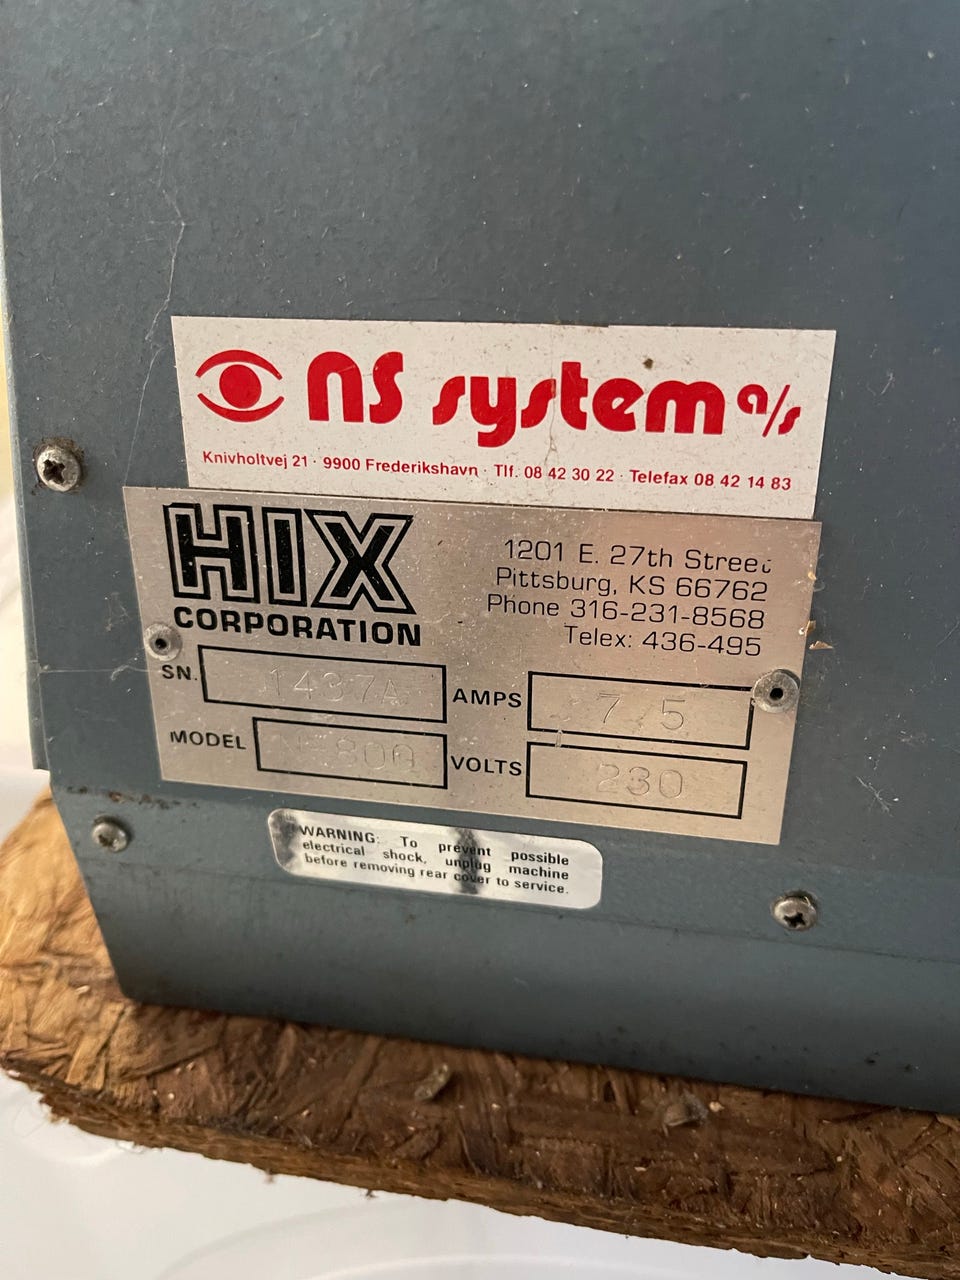 NS system a/s
Knivholtvej 21 · 9900 Frederikshavn · Tlf. 08 42 30 22 · Telefax 08 42 14 83
HIX
CORPORATION
1201 E. 27th Street
Pittsburg, KS 66762
Phone 316-231-8568
Telex: 436-495
SN. 1437A
AMPS 7.5
MODEL N-800
VOLTS 230
WARNING: To prevent possible
electrical shock, unplug machine
before removing rear cover to service.